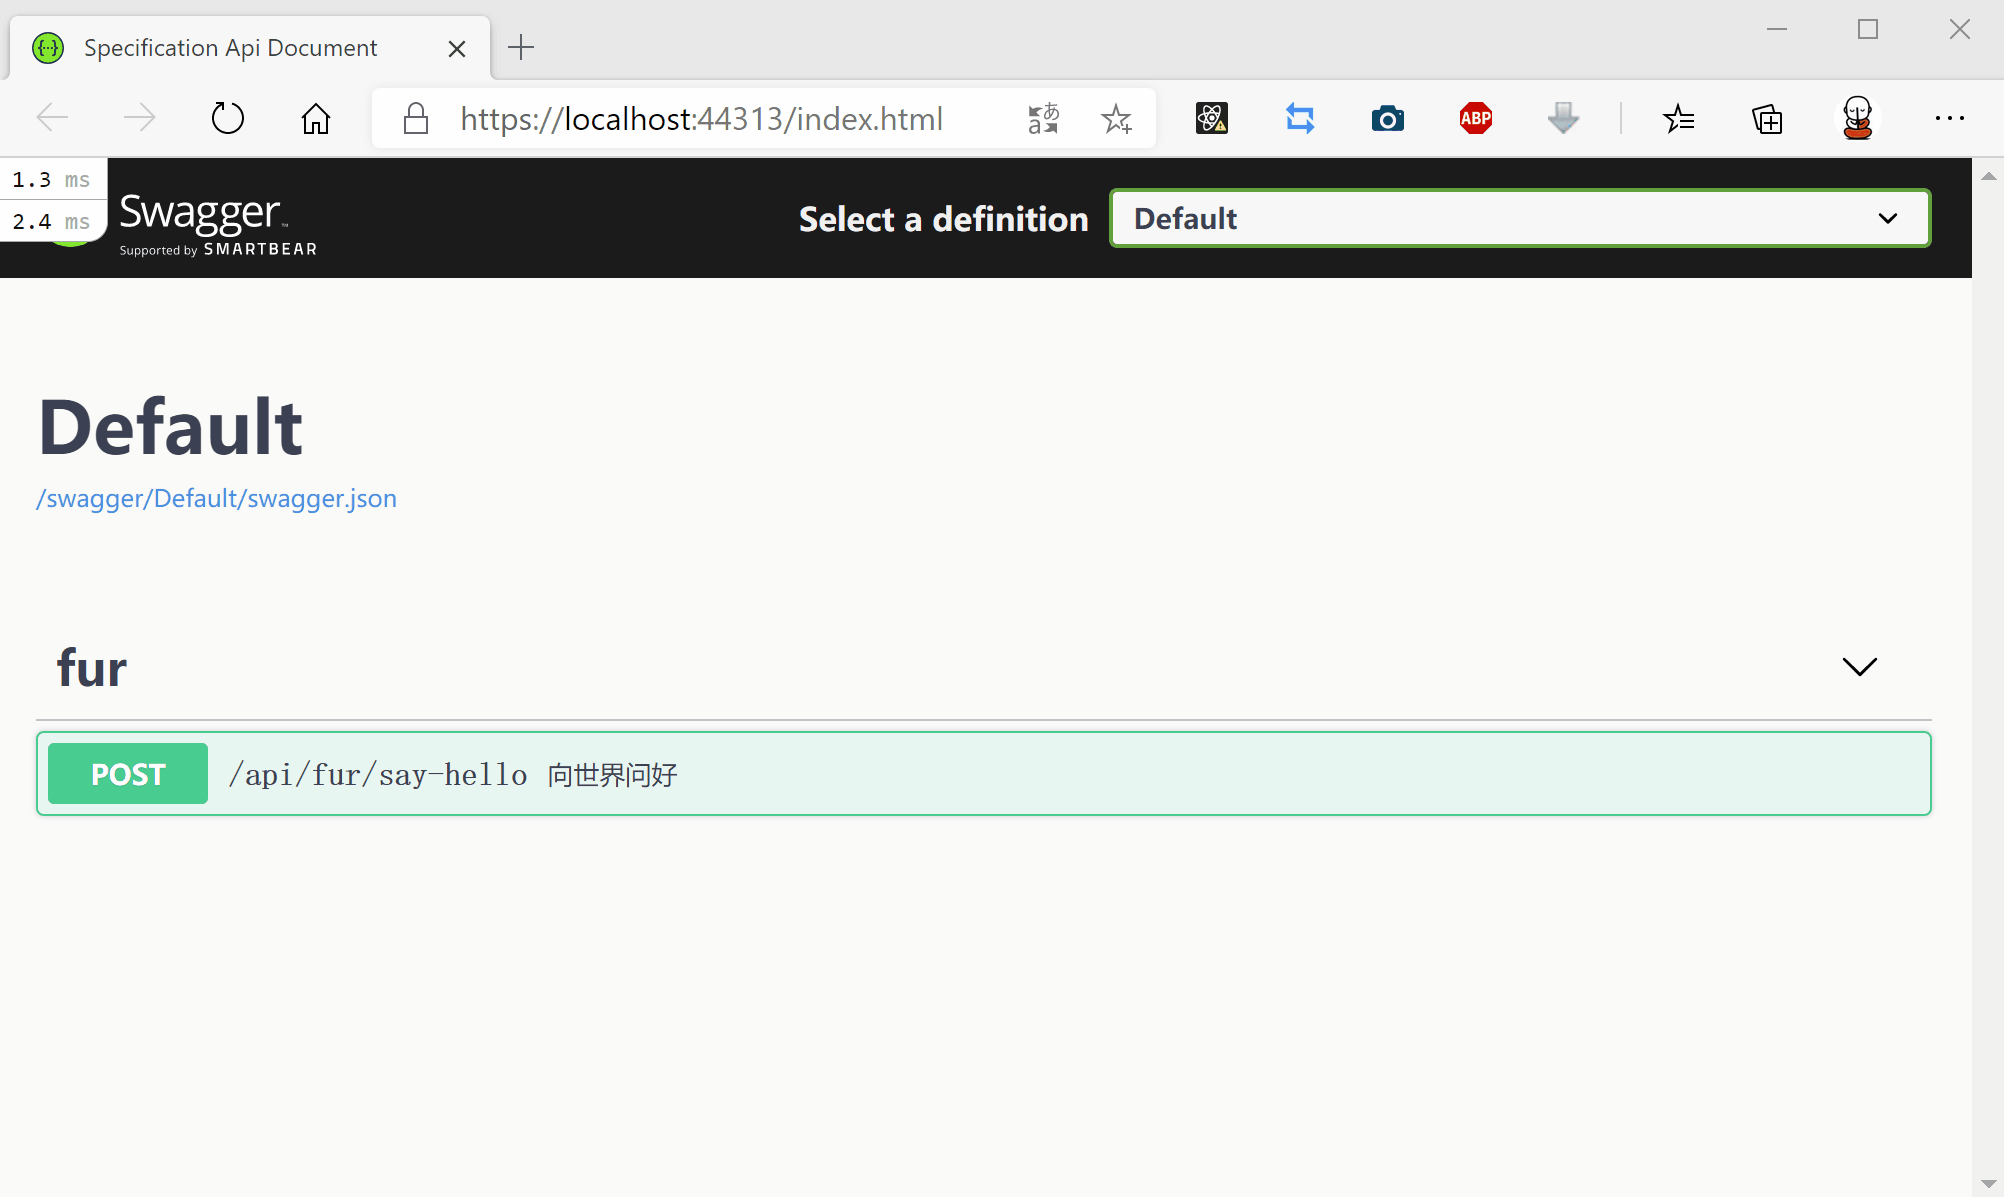 Specification Api Document
https://localhost:44313/index.html
ABP
1.3 ms
2.4 ms
Swagger
Supported by SMARTBEAR
Select a definition
Default
Default
/swagger/Default/swagger.json
fur
POST /api/fur/say-hello 向世界问好